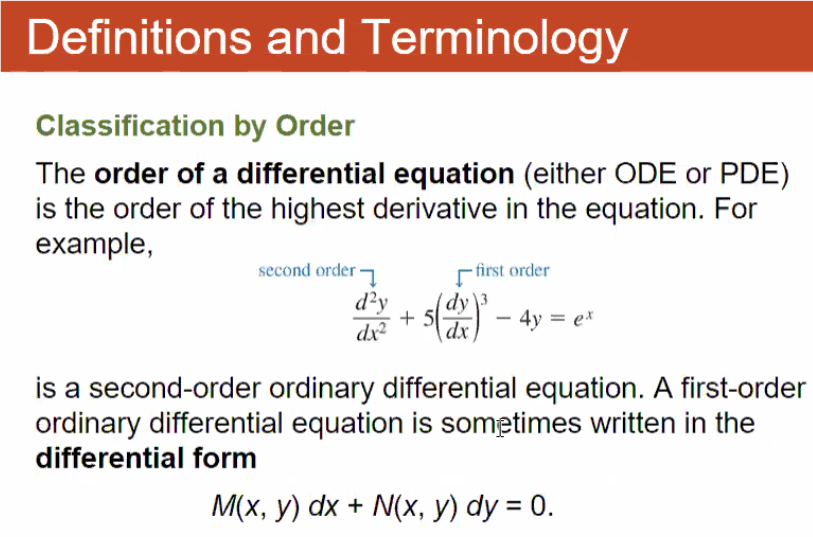 Definitions and Terminology
Classification by Order
The order of a differential equation (either ODE or PDE)
is the order of the highest derivative in the equation. For
example,
second order first order
d²y/dx² + 5(dy/dx)³ − 4y = eˣ
is a second-order ordinary differential equation. A first-order
ordinary differential equation is sometimes written in the
differential form
M(x, y) dx + N(x, y) dy = 0.